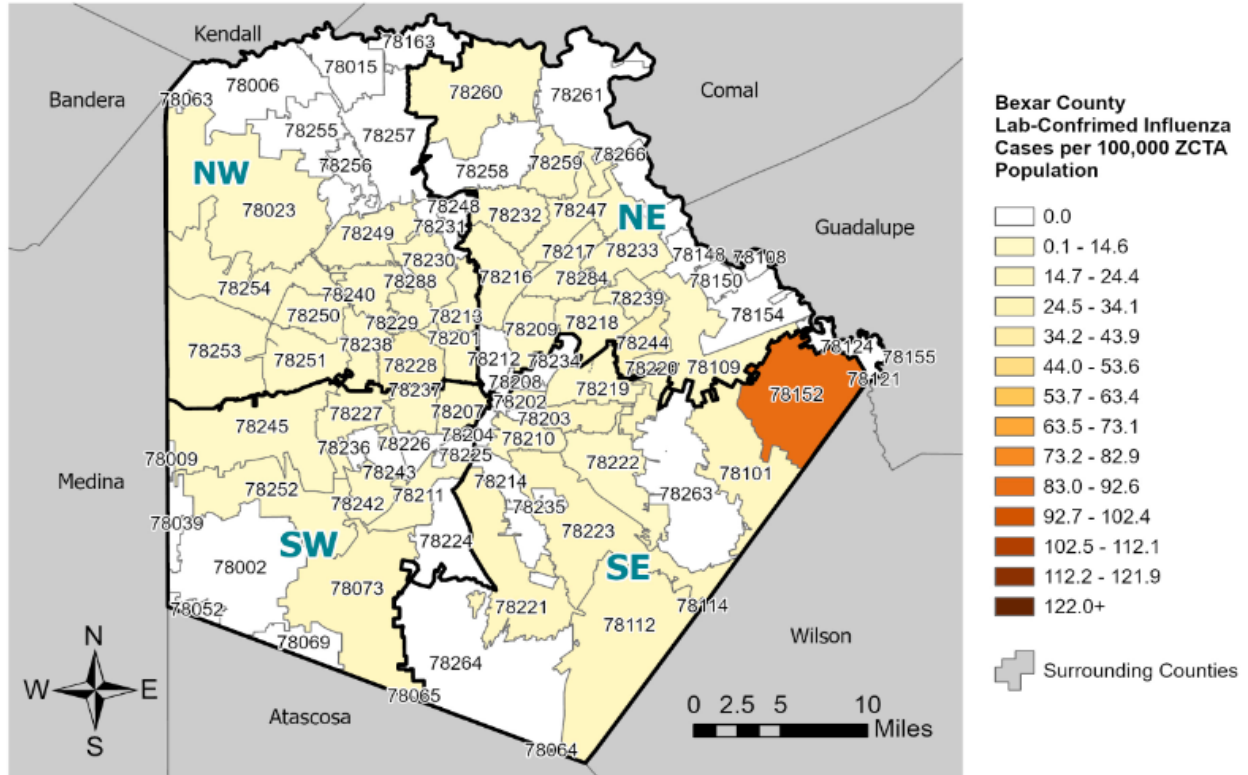 Kendall
78163
78015
78006
78260
78261
Bandera
78063
Comal
78255
78257
78256
78266
78259
78258
NW
78023
78248
78232
78247
NE
78249
78231
Guadalupe
78230
78217
78233
78148
78108
78254
78288
78216
78284
78150
78240
78239
78250
78229
78213
78209
78218
78154
78253
78251
78238
78201
78244
78124
78155
78228
78212
78234
78220
78109
78121
78237
78208
78219
78152
78227
78207
78202
78245
78203
78236
78226
78204
78210
78009
78225
78222
78101
Medina
78243
78252
78242
78211
78214
78263
78039
78235
78223
SW
78224
78002
SE
78073
78052
78221
78114
78112
78069
Wilson
78264
78065
Atascosa
78064
N
W E
S
0 2.5 5 10
Miles
Bexar County
Lab-Confrimed Influenza
Cases per 100,000 ZCTA
Population
0.0
0.1 - 14.6
14.7 - 24.4
24.5 - 34.1
34.2 - 43.9
44.0 - 53.6
53.7 - 63.4
63.5 - 73.1
73.2 - 82.9
83.0 - 92.6
92.7 - 102.4
102.5 - 112.1
112.2 - 121.9
122.0+
Surrounding Counties